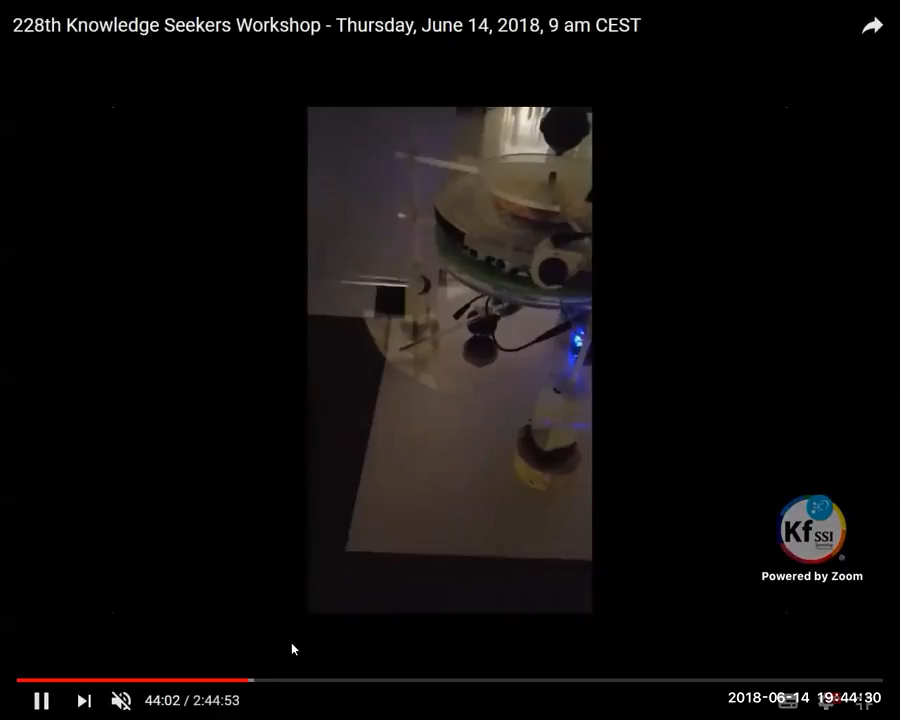 228th Knowledge Seekers Workshop - Thursday, June 14, 2018, 9 am CEST
Kf SSI
Powered by Zoom
44:02 / 2:44:53
2018-06-14 19:44:30